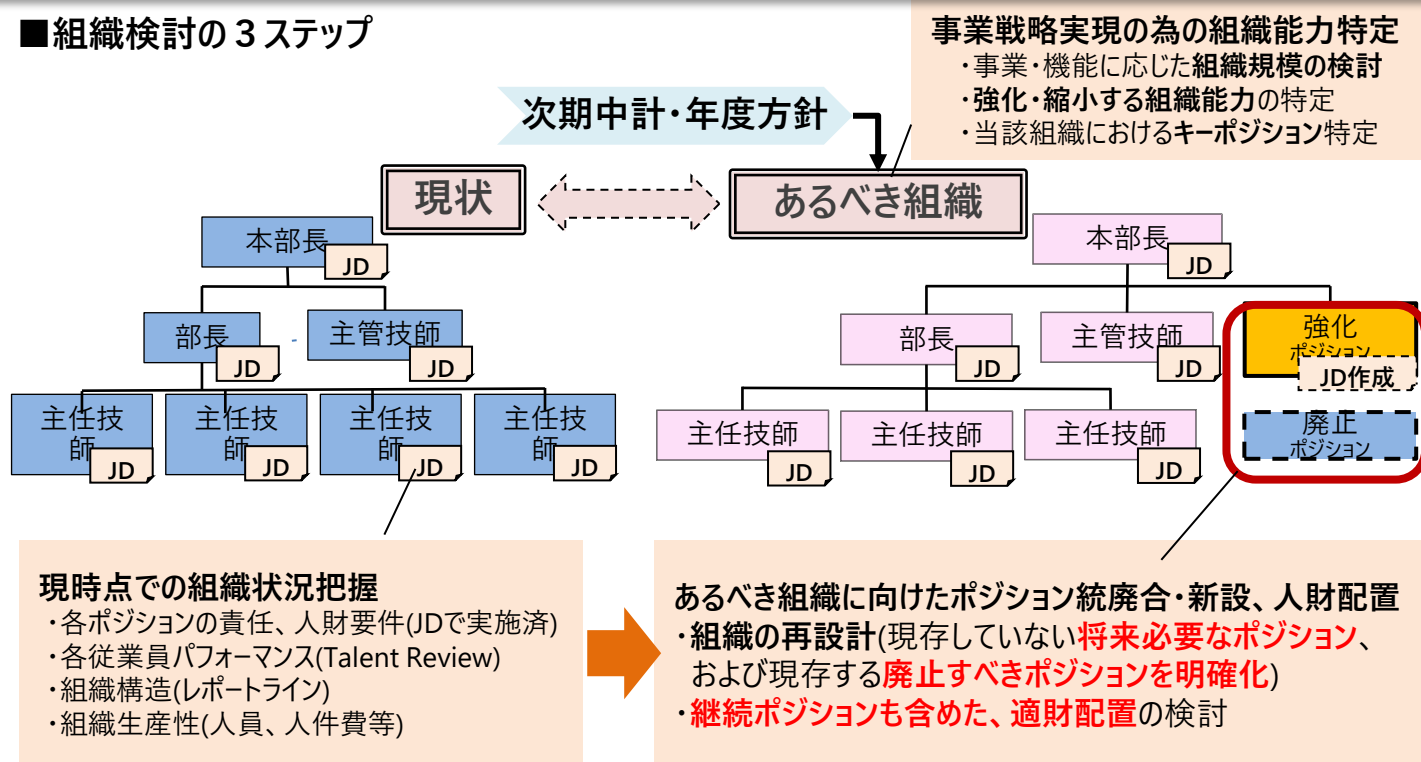 ■組織検討の３ステップ
事業戦略実現の為の組織能力特定
・事業・機能に応じた組織規模の検討
・強化・縮小する組織能力の特定
・当該組織におけるキーポジション特定
次期中計・年度方針
現状
あるべき組織
本部長
JD
部長
JD
主管技師
JD
主任技
師
JD
主任技
師
JD
主任技
師
JD
主任技
師
JD
本部長
JD
部長
JD
主管技師
JD
強化
ポジション
JD作成
主任技師
JD
主任技師
JD
主任技師
JD
廃止
ポジション
現時点での組織状況把握
・各ポジションの責任、人財要件(JDで実施済)
・各従業員パフォーマンス(Talent Review)
・組織構造(レポートライン)
・組織生産性(人員、人件費等)
あるべき組織に向けたポジション統廃合・新設、人財配置
・組織の再設計(現存していない将来必要なポジション、
および現存する廃止すべきポジションを明確化)
・継続ポジションも含めた、適財配置の検討